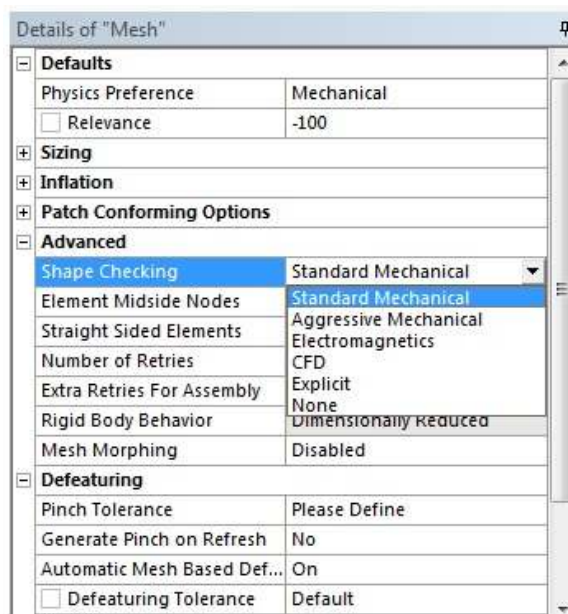 Details of "Mesh"
Defaults
Physics Preference Mechanical
Relevance -100
Sizing
Inflation
Patch Conforming Options
Advanced
Shape Checking Standard Mechanical
Element Midside Nodes Standard Mechanical
Aggressive Mechanical
Straight Sided Elements Electromagnetics
Number of Retries CFD
Extra Retries For Assembly Explicit
None
Rigid Body Behavior Dimensionally Reduced
Mesh Morphing Disabled
Defeaturing
Pinch Tolerance Please Define
Generate Pinch on Refresh No
Automatic Mesh Based Def... On
Defeaturing Tolerance Default